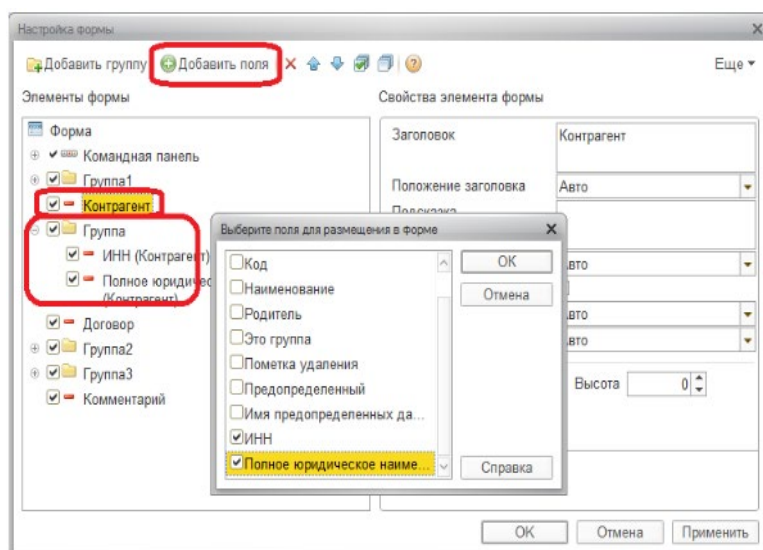 Настройка формы
Добавить группу Добавить поля Еще
Элементы формы Свойства элемента формы
Форма
Командная панель
Группа1
Контрагент
Группа
ИНН (Контрагент)
Полное юридичес
(Контрагент)
Договор
Группа2
Группа3
Комментарий
Заголовок Контрагент
Положение заголовка Авто
Подсказка
Авто
Авто
Авто
Высота 0
Выберите поля для размещения в форме
Код
Наименование
Родитель
Это группа
Пометка удаления
Предопределенный
Имя предопределенных да...
ИНН
Полное юридическое наиме...
ОК
Отмена
Справка
ОК Отмена Применить